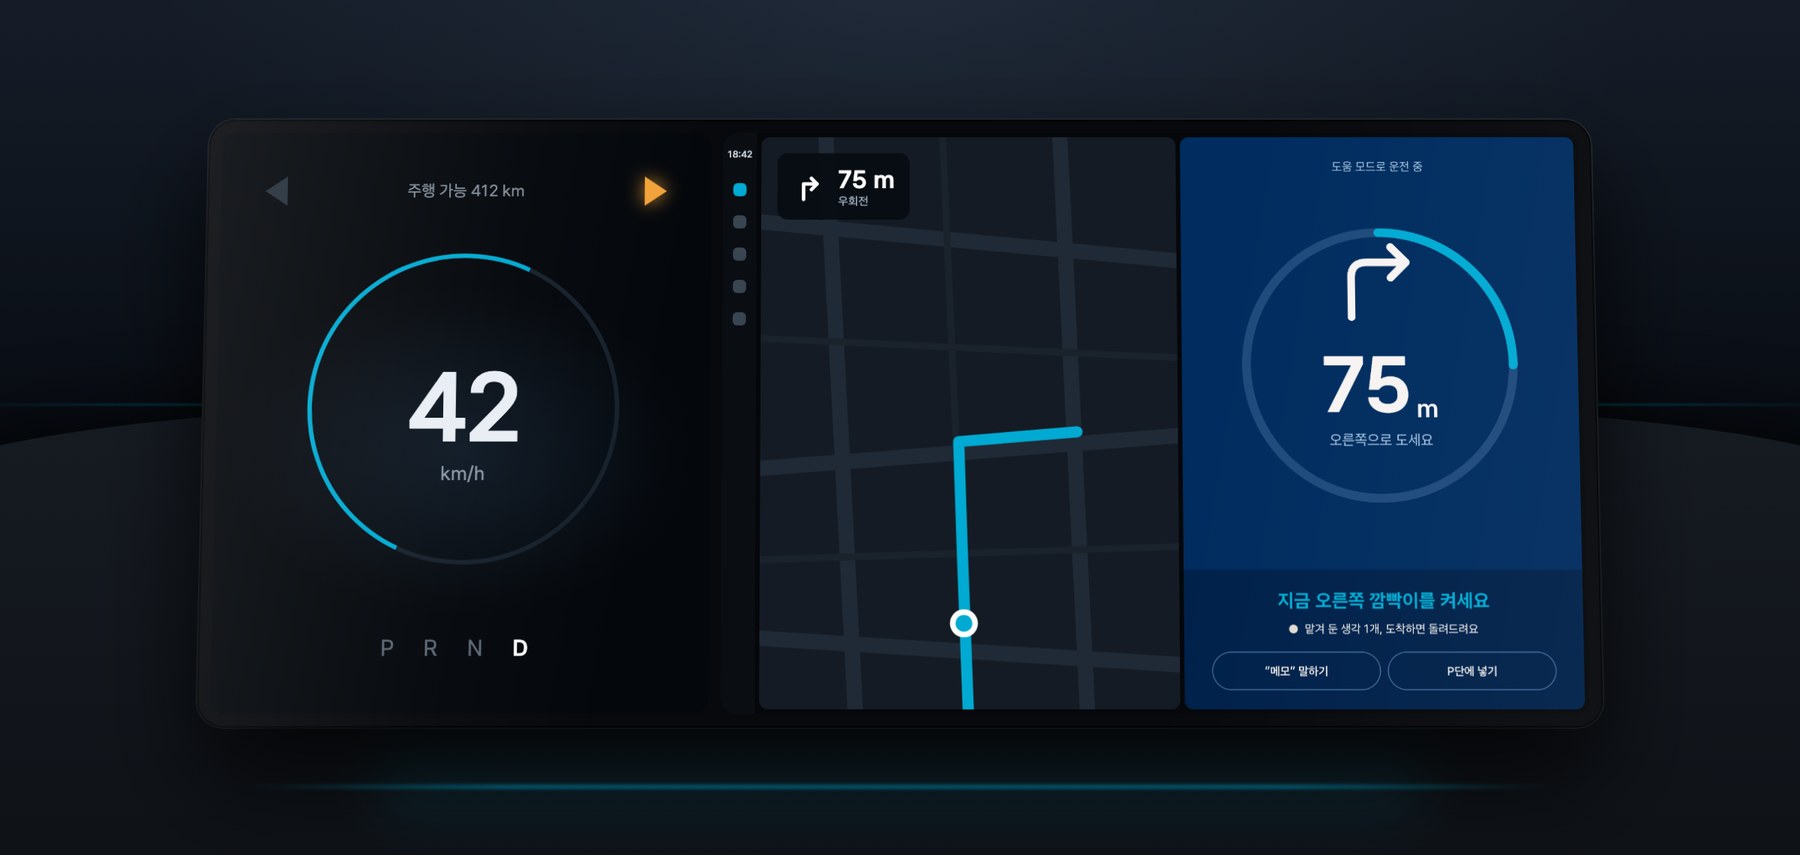 주행 가능 412 km
42
km/h
P R N D
18:42
75 m
우회전
도움 모드로 운전 중
75 m
오른쪽으로 도세요
지금 오른쪽 깜빡이를 켜세요
맡겨 둔 생각 1개, 도착하면 돌려드려요
“메모” 말하기
P단에 넣기